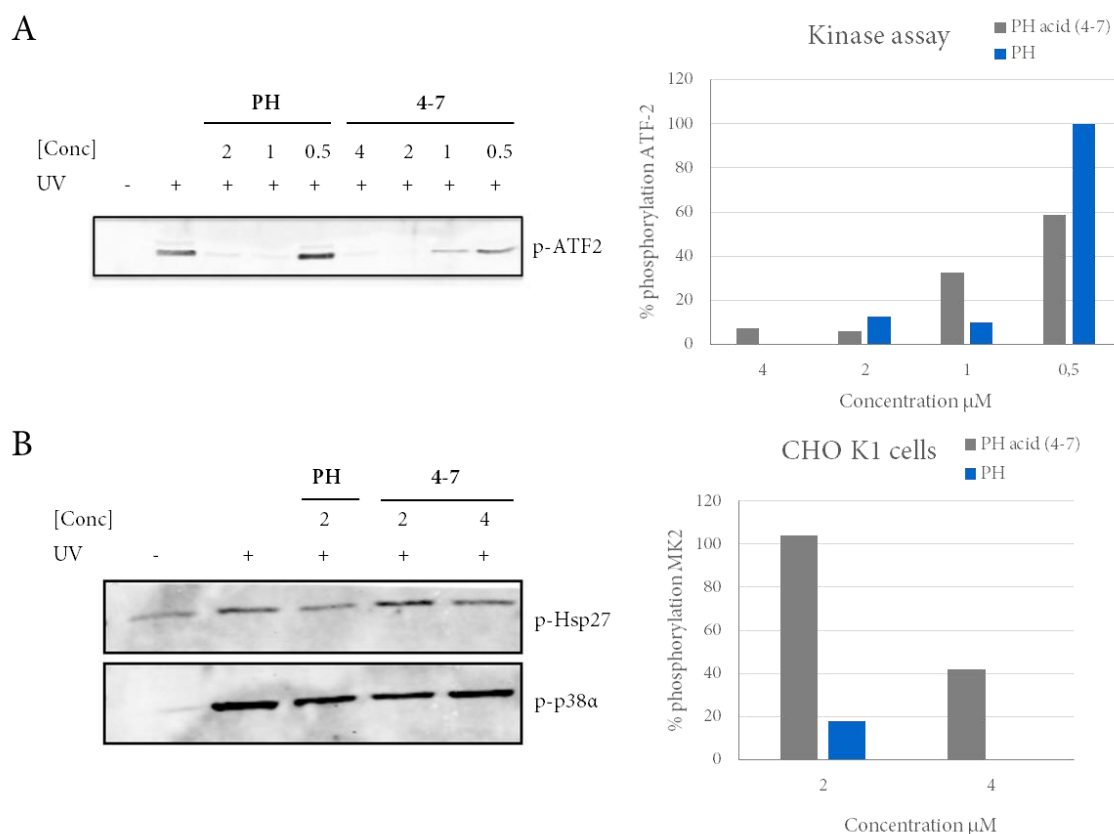 A
PH 4-7
[Conc] 2 1 0.5 4 2 1 0.5
UV - + + + + + + + +
p-ATF2
Kinase assay
PH acid (4-7)
PH
% phosphorylation ATF-2
120
100
80
60
40
20
0
4 2 1 0,5
Concentration µM
B
PH 4-7
[Conc] 2 2 4
UV - + + + +
p-Hsp27
p-p38α
CHO K1 cells
PH acid (4-7)
PH
% phosphorylation MK2
120
100
80
60
40
20
0
2 4
Concentration µM